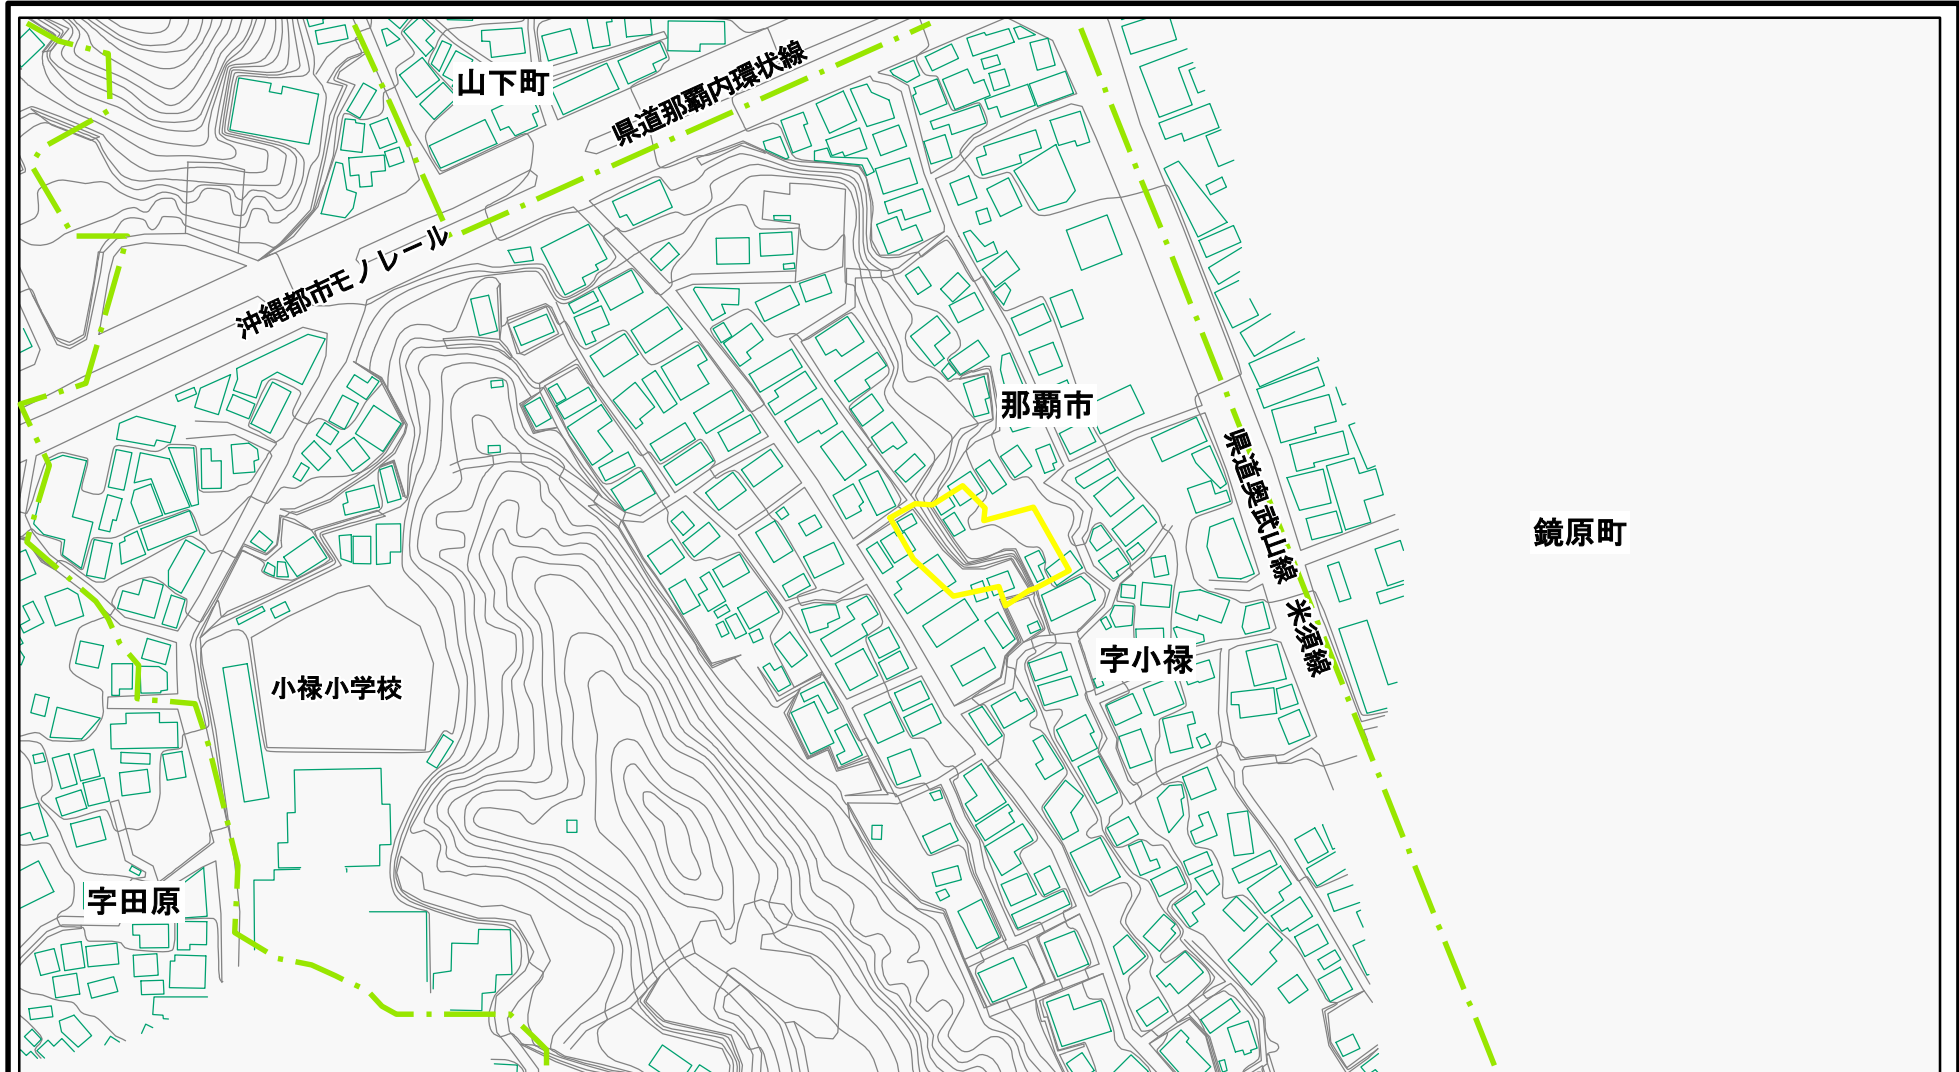 山下町
県道那覇内環状線
沖縄都市モノレール
那覇市
県道奥武山線 米須線
鏡原町
字小禄
小禄小学校
字田原